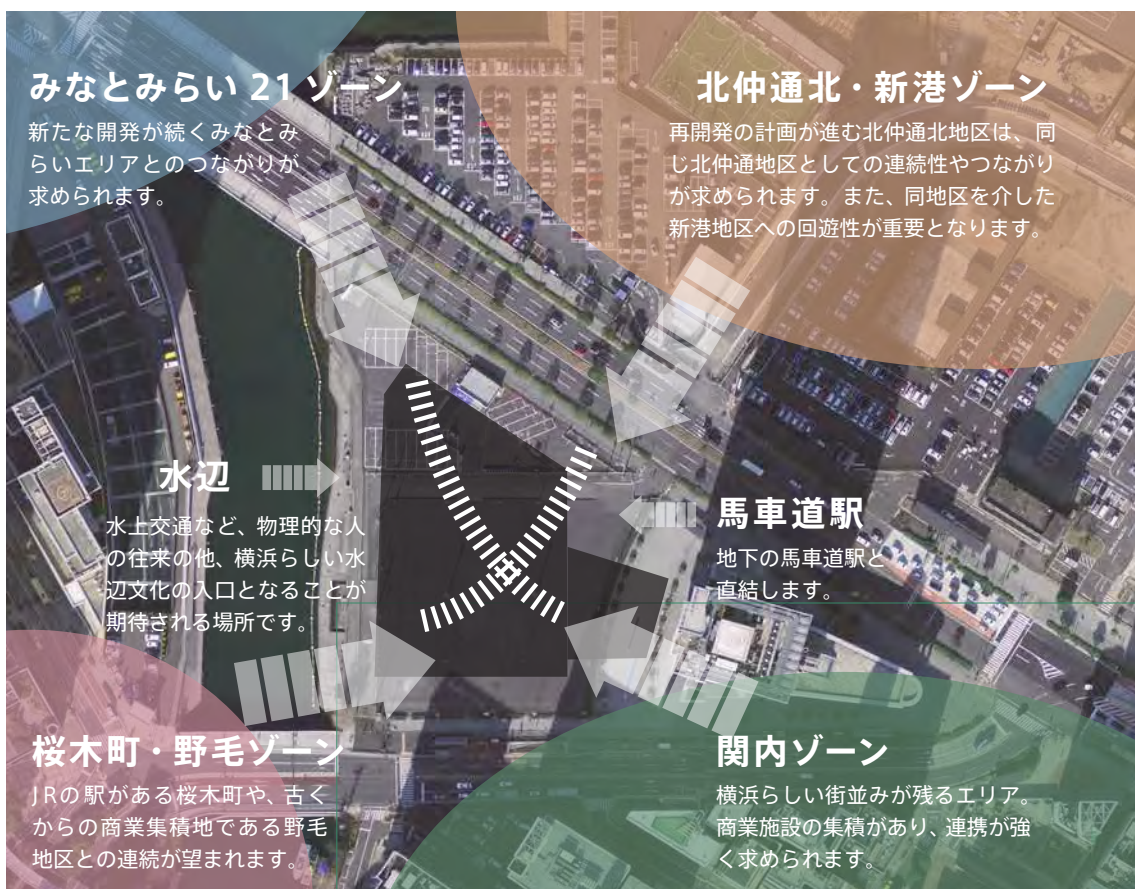 みなとみらい 21 ゾーン
新たな開発が続くみなとみ
らいエリアとのつながりが
求められます。
北仲通北・新港ゾーン
再開発の計画が進む北仲通北地区は、同
じ北仲通地区としての連続性やつながり
が求められます。また、同地区を介した
新港地区への回遊性が重要となります。
水辺
水上交通など、物理的な人
の往来の他、横浜らしい水
辺文化の入口となることが
期待される場所です。
馬車道駅
地下の馬車道駅と
直結します。
桜木町・野毛ゾーン
JRの駅がある桜木町や、古く
からの商業集積地である野毛
地区との連続が望まれます。
関内ゾーン
横浜らしい街並みが残るエリア。
商業施設の集積があり、連携が強
く求められます。